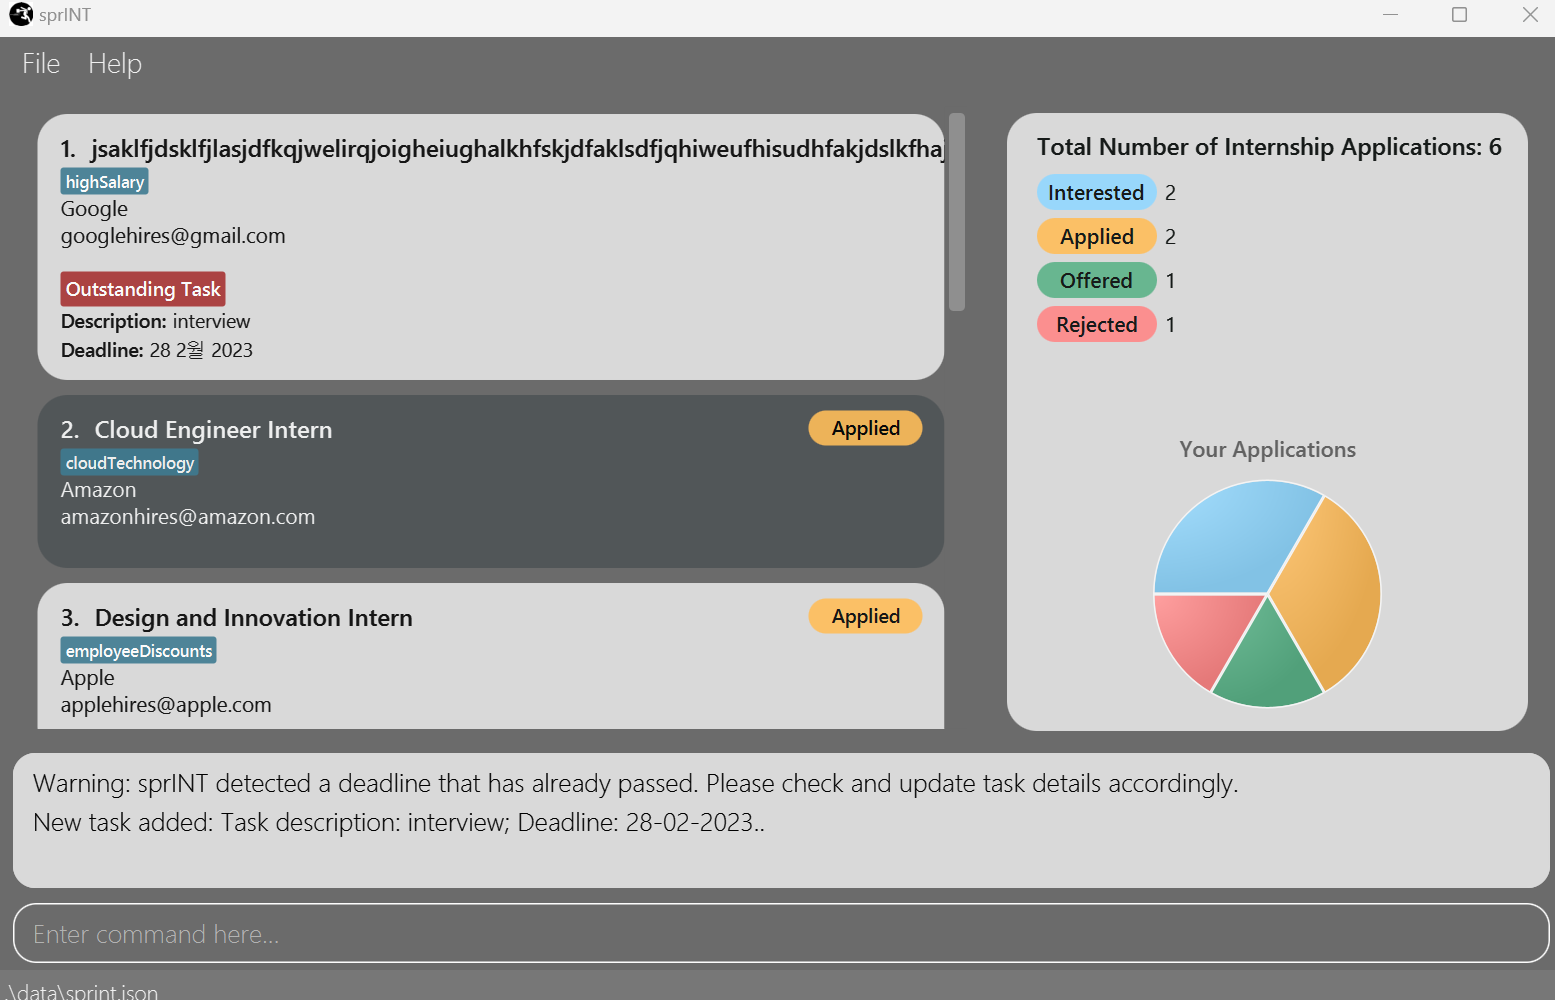 sprINT
File Help
1. jsaklfjdsklfjlasjdfkqjwelirqjoigheiughalkhfskjdfaklsdfjqhiweufhisudhfakjdslkfhaj
highSalary
Google
googlehires@gmail.com
Outstanding Task
Description: interview
Deadline: 28 2월 2023
2. Cloud Engineer Intern
Applied
cloudTechnology
Amazon
amazonhires@amazon.com
3. Design and Innovation Intern
Applied
employeeDiscounts
Apple
applehires@apple.com
Total Number of Internship Applications: 6
Interested 2
Applied 2
Offered 1
Rejected 1
Your Applications
Warning: sprINT detected a deadline that has already passed. Please check and update task details accordingly.
New task added: Task description: interview; Deadline: 28-02-2023..
Enter command here...
.\data\sprint.json